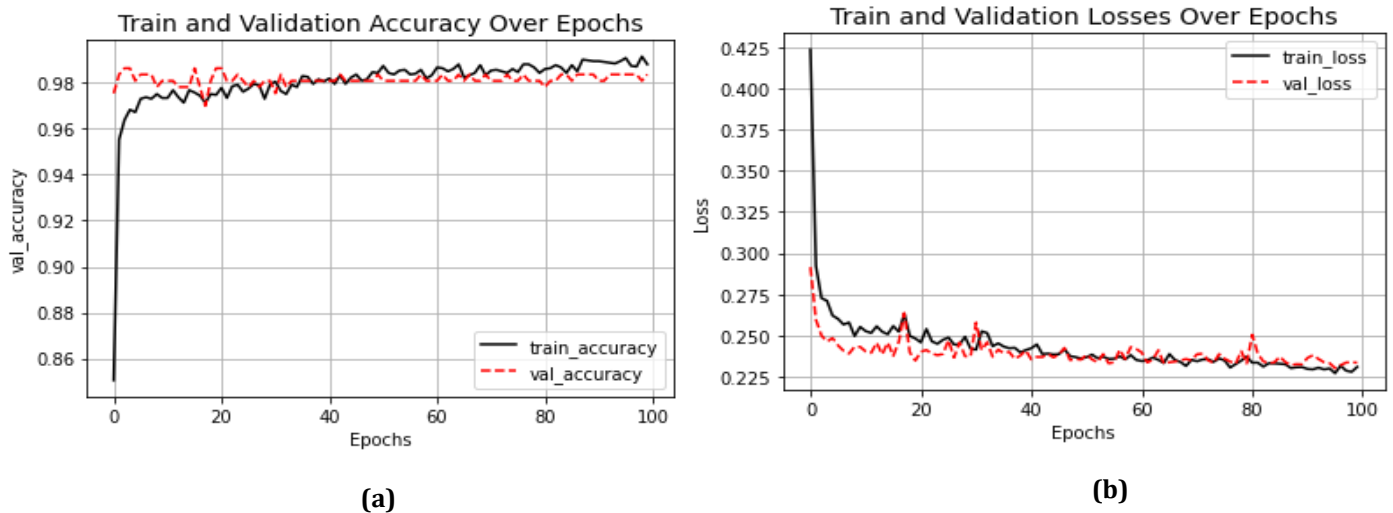 Train and Validation Accuracy Over Epochs
val_accuracy
0.98
0.96
0.94
0.92
0.90
0.88
0.86
train_accuracy
val_accuracy
0 20 40 60 80 100
Epochs
(a)
Train and Validation Losses Over Epochs
Loss
0.425
0.400
0.375
0.350
0.325
0.300
0.275
0.250
0.225
train_loss
val_loss
0 20 40 60 80 100
Epochs
(b)